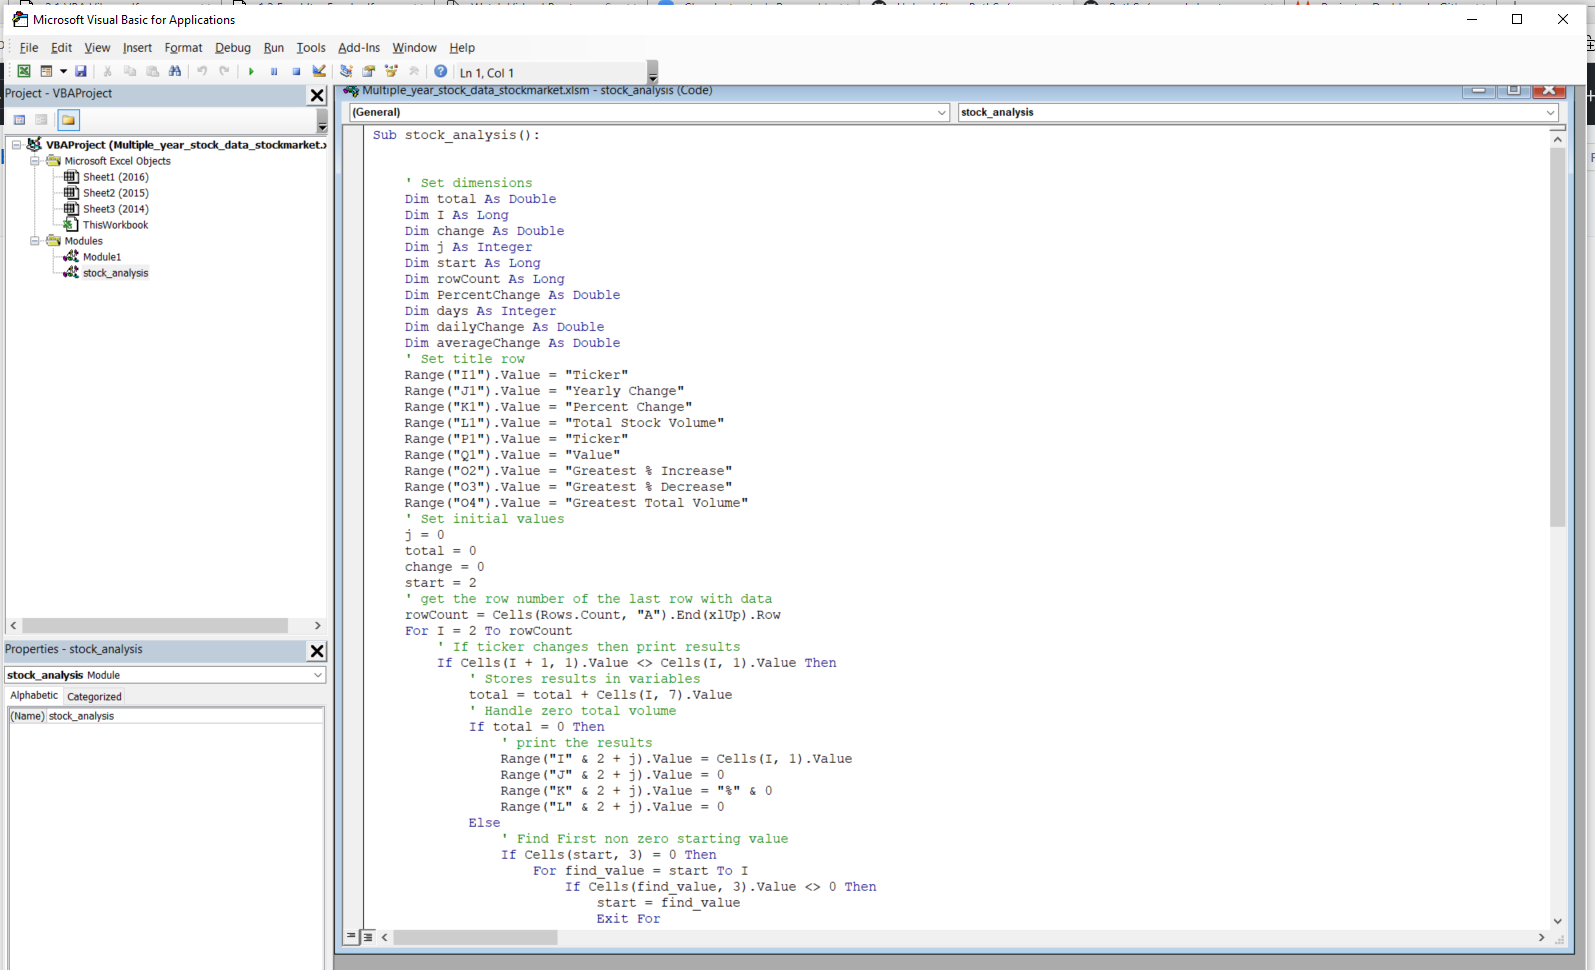 Microsoft Visual Basic for Applications
File Edit View Insert Format Debug Run Tools Add-Ins Window Help
Ln 1, Col 1
Project - VBAProject
VBAProject (Multiple_year_stock_data_stockmarket.x
Microsoft Excel Objects
Sheet1 (2016)
Sheet2 (2015)
Sheet3 (2014)
ThisWorkbook
Modules
Module1
stock_analysis
Properties - stock_analysis
stock_analysis Module
Alphabetic Categorized
(Name) stock_analysis
Multiple_year_stock_data_stockmarket.xlsm - stock_analysis (Code)
(General) stock_analysis
Sub stock_analysis():
' Set dimensions
Dim total As Double
Dim I As Long
Dim change As Double
Dim j As Integer
Dim start As Long
Dim rowCount As Long
Dim PercentChange As Double
Dim days As Integer
Dim dailyChange As Double
Dim averageChange As Double
' Set title row
Range("I1").Value = "Ticker"
Range("J1").Value = "Yearly Change"
Range("K1").Value = "Percent Change"
Range("L1").Value = "Total Stock Volume"
Range("P1").Value = "Ticker"
Range("Q1").Value = "Value"
Range("O2").Value = "Greatest % Increase"
Range("O3").Value = "Greatest % Decrease"
Range("O4").Value = "Greatest Total Volume"
' Set initial values
j = 0
total = 0
change = 0
start = 2
' get the row number of the last row with data
rowCount = Cells(Rows.Count, "A").End(xlUp).Row
For I = 2 To rowCount
' If ticker changes then print results
If Cells(I + 1, 1).Value <> Cells(I, 1).Value Then
' Stores results in variables
total = total + Cells(I, 7).Value
' Handle zero total volume
If total = 0 Then
' print the results
Range("I" & 2 + j).Value = Cells(I, 1).Value
Range("J" & 2 + j).Value = 0
Range("K" & 2 + j).Value = "%" & 0
Range("L" & 2 + j).Value = 0
Else
' Find First non zero starting value
If Cells(start, 3) = 0 Then
For find_value = start To I
If Cells(find_value, 3).Value <> 0 Then
start = find_value
Exit For